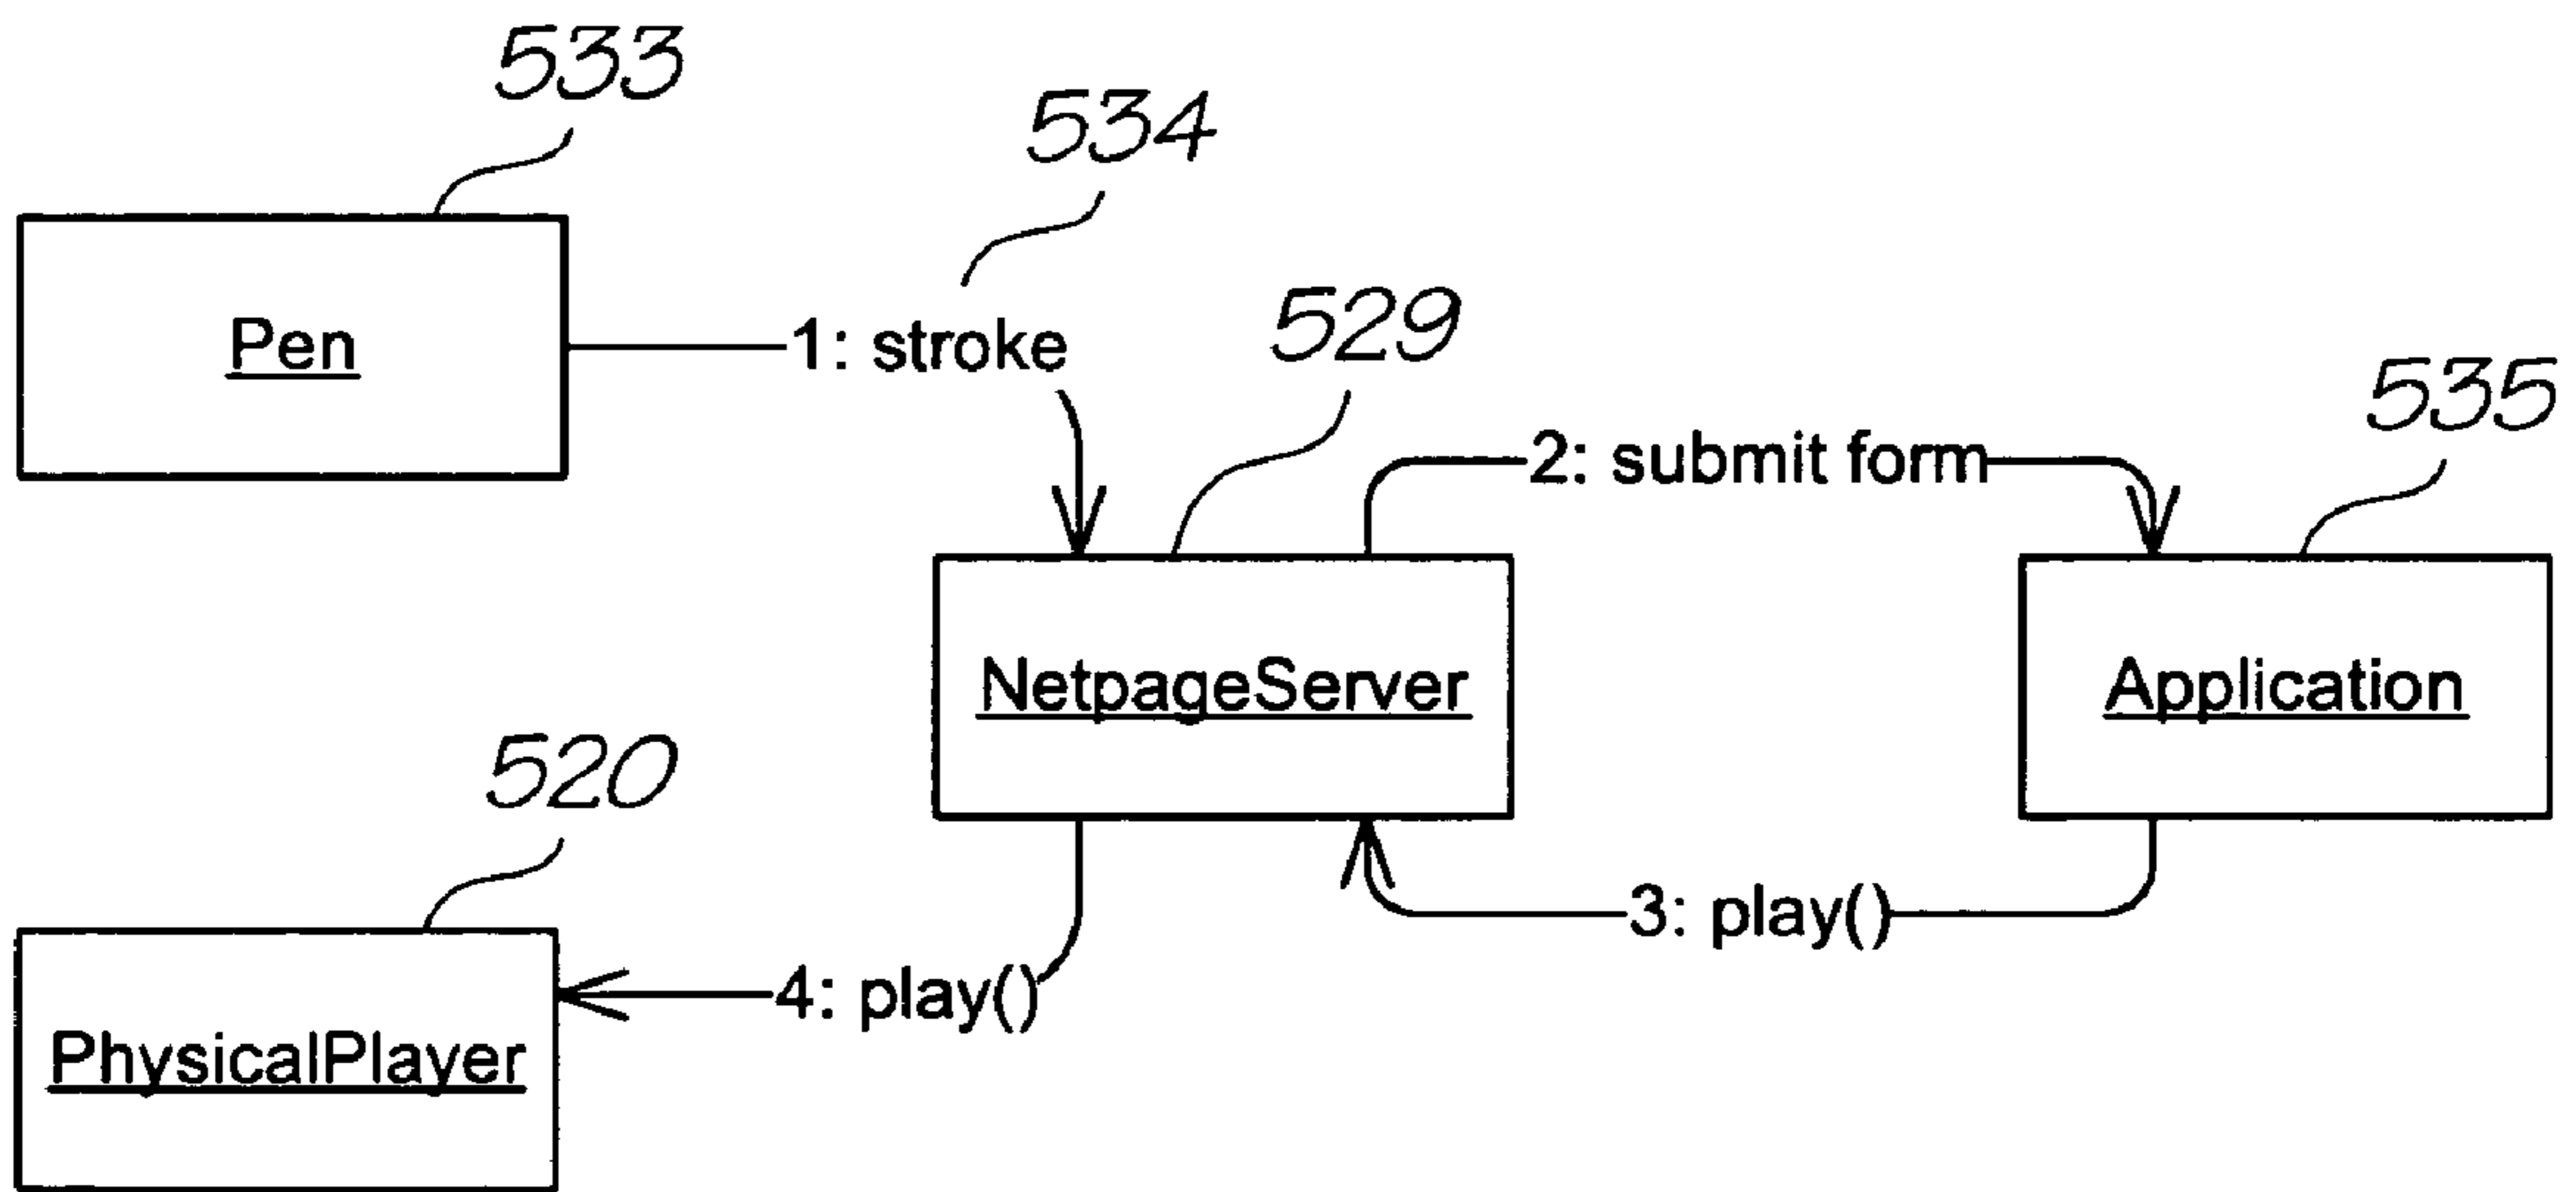 533
534
Pen
1: stroke
529
535
2: submit form
NetpageServer
Application
520
3: play()
4: play()
PhysicalPlayer